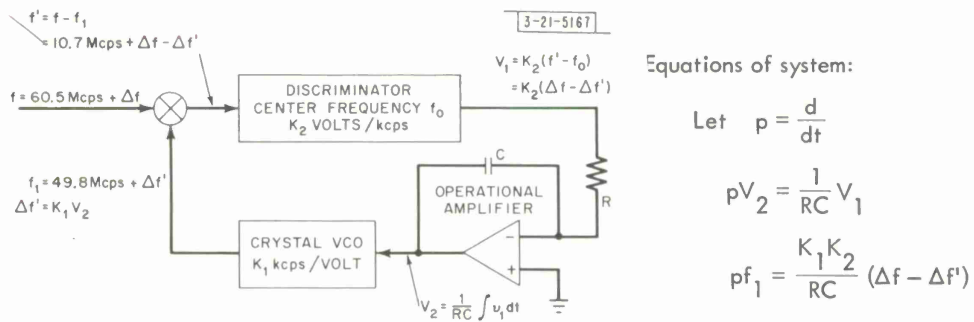 f' = f – f₁
= 10.7 Mcps + Δf – Δf'
3-21-5167
V₁ = K₂(f' – f₀)
= K₂(Δf – Δf')
Equations of system:
f = 60.5 Mcps + Δf
DISCRIMINATOR
CENTER FREQUENCY f₀
K₂ VOLTS/kcps
Let p = d/dt
f₁ = 49.8 Mcps + Δf'
Δf' = K₁V₂
C
OPERATIONAL
AMPLIFIER
R
–
+
pV₂ = 1/RC V₁
CRYSTAL VCO
K₁ kcps/VOLT
pf₁ = K₁K₂/RC (Δf – Δf')
V₂ = 1/RC ∫ υ₁dt